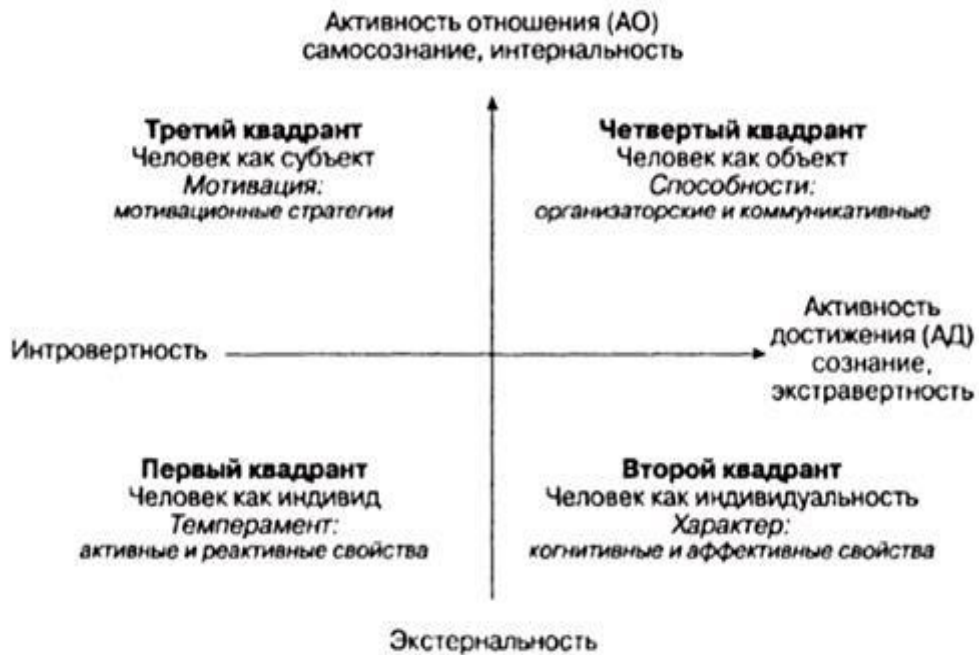 Активность отношения (АО)
самосознание, интернальность
Третий квадрант
Человек как субъект
Мотивация:
мотивационные стратегии
Четвертый квадрант
Человек как объект
Способности:
организаторские и коммуникативные
Интровертность
Активность
достижения (АД)
сознание,
экстравертность
Первый квадрант
Человек как индивид
Темперамент:
активные и реактивные свойства
Второй квадрант
Человек как индивидуальность
Характер:
когнитивные и аффективные свойства
Экстернальность